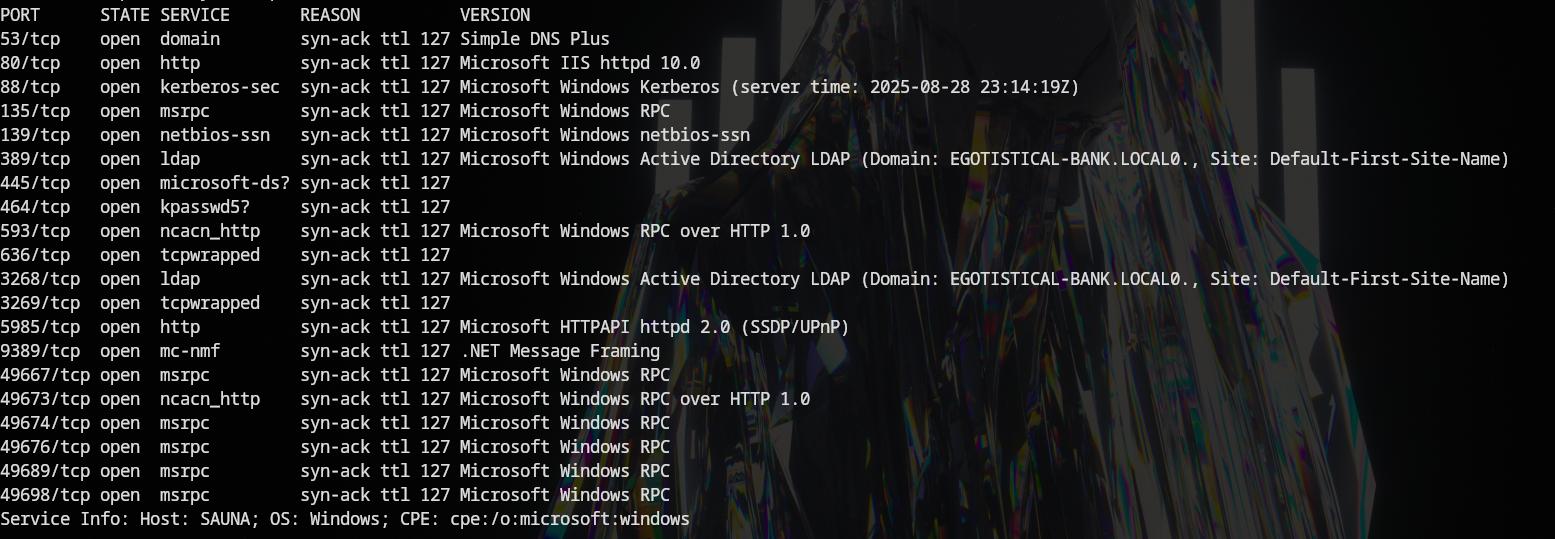 PORT STATE SERVICE REASON VERSION
53/tcp open domain syn-ack ttl 127 Simple DNS Plus
80/tcp open http syn-ack ttl 127 Microsoft IIS httpd 10.0
88/tcp open kerberos-sec syn-ack ttl 127 Microsoft Windows Kerberos (server time: 2025-08-28 23:14:19Z)
135/tcp open msrpc syn-ack ttl 127 Microsoft Windows RPC
139/tcp open netbios-ssn syn-ack ttl 127 Microsoft Windows netbios-ssn
389/tcp open ldap syn-ack ttl 127 Microsoft Windows Active Directory LDAP (Domain: EGOTISTICAL-BANK.LOCAL0., Site: Default-First-Site-Name)
445/tcp open microsoft-ds? syn-ack ttl 127
464/tcp open kpasswd5? syn-ack ttl 127
593/tcp open ncacn_http syn-ack ttl 127 Microsoft Windows RPC over HTTP 1.0
636/tcp open tcpwrapped syn-ack ttl 127
3268/tcp open ldap syn-ack ttl 127 Microsoft Windows Active Directory LDAP (Domain: EGOTISTICAL-BANK.LOCAL0., Site: Default-First-Site-Name)
3269/tcp open tcpwrapped syn-ack ttl 127
5985/tcp open http syn-ack ttl 127 Microsoft HTTPAPI httpd 2.0 (SSDP/UPnP)
9389/tcp open mc-nmf syn-ack ttl 127 .NET Message Framing
49667/tcp open msrpc syn-ack ttl 127 Microsoft Windows RPC
49673/tcp open ncacn_http syn-ack ttl 127 Microsoft Windows RPC over HTTP 1.0
49674/tcp open msrpc syn-ack ttl 127 Microsoft Windows RPC
49676/tcp open msrpc syn-ack ttl 127 Microsoft Windows RPC
49689/tcp open msrpc syn-ack ttl 127 Microsoft Windows RPC
49698/tcp open msrpc syn-ack ttl 127 Microsoft Windows RPC
Service Info: Host: SAUNA; OS: Windows; CPE: cpe:/o:microsoft:windows